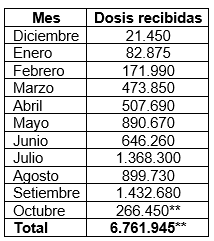 Mes Dosis recibidas
Diciembre 21.450
Enero 82.875
Febrero 171.990
Marzo 473.850
Abril 507.690
Mayo 890.670
Junio 646.260
Julio 1.368.300
Agosto 899.730
Setiembre 1.432.680
Octubre 266.450**
Total 6.761.945**